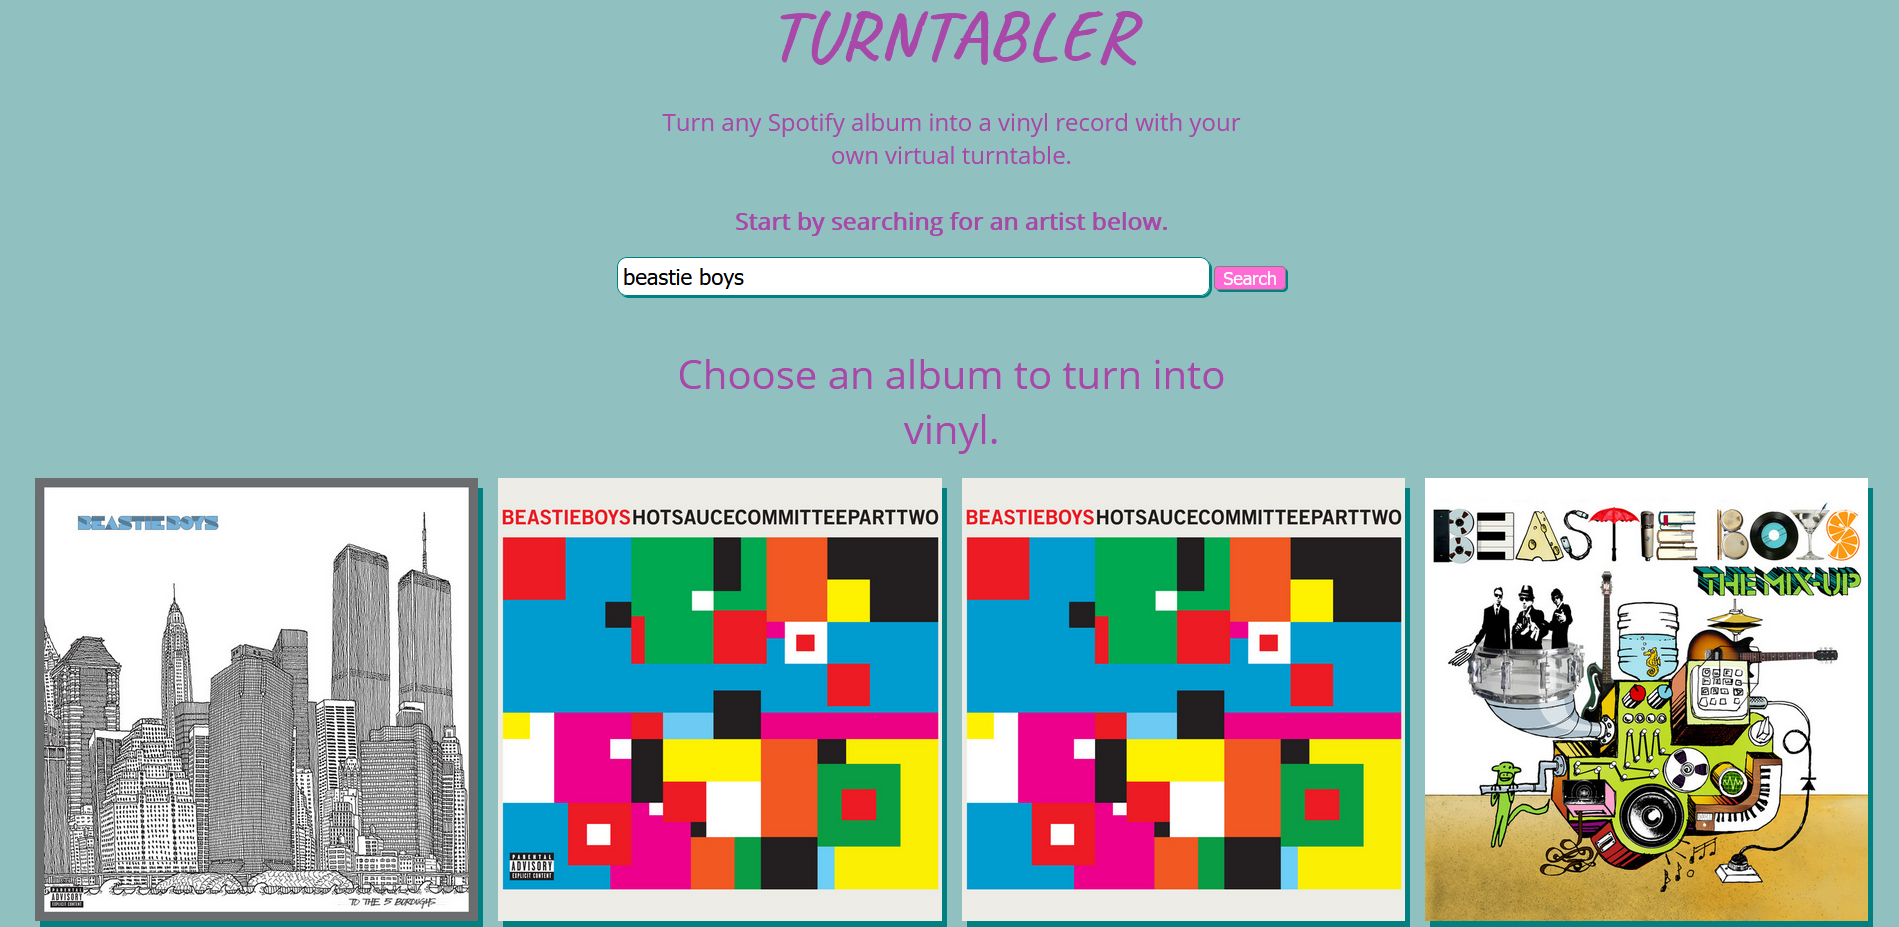 TURNTABLER
Turn any Spotify album into a vinyl record with your
own virtual turntable.
Start by searching for an artist below.
beastie boys
Search
Choose an album to turn into
vinyl.
BEASTIE BOYS
PARENTAL
ADVISORY
EXPLICIT CONTENT
TO THE 5 BOROUGHS
BEASTIEBOYSHOTSAUCECOMMITTEEPARTTWO
PARENTAL
ADVISORY
EXPLICIT CONTENT
BEASTIEBOYSHOTSAUCECOMMITTEEPARTTWO
BEASTIE BOYS
THE MIX-UP